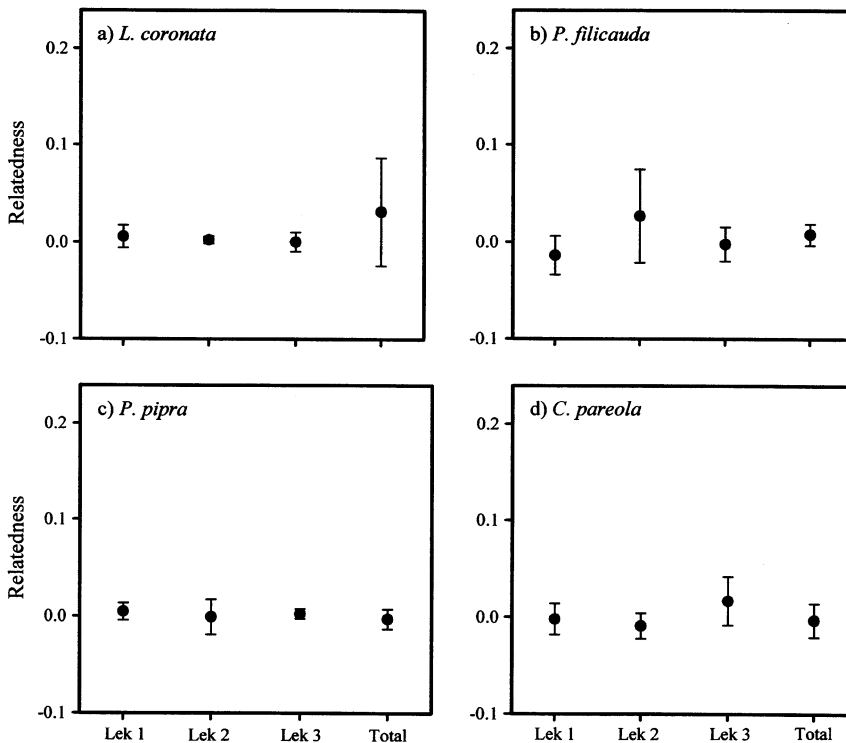 a) L. coronata
b) P. filicauda
0.2
0.1
0.0
-0.1
Relatedness
0.2
0.1
0.0
-0.1
c) P. pipra
d) C. pareola
0.2
0.1
0.0
-0.1
Relatedness
0.2
0.1
0.0
-0.1
Lek 1 Lek 2 Lek 3 Total
Lek 1 Lek 2 Lek 3 Total